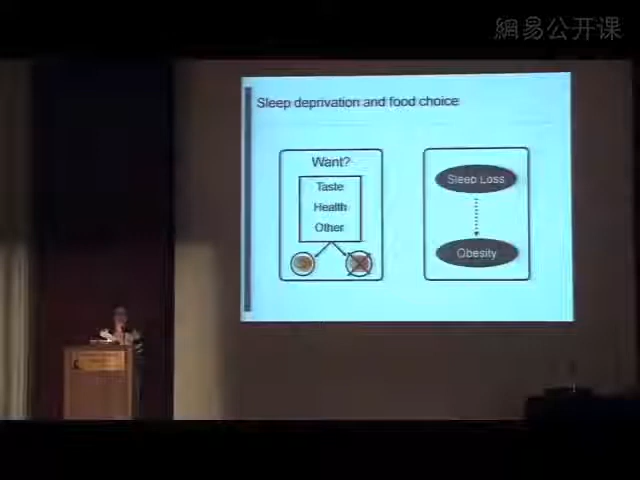 網易公开课
Sleep deprivation and food choice
Want?
Taste
Health
Other
Sleep Loss
Obesity